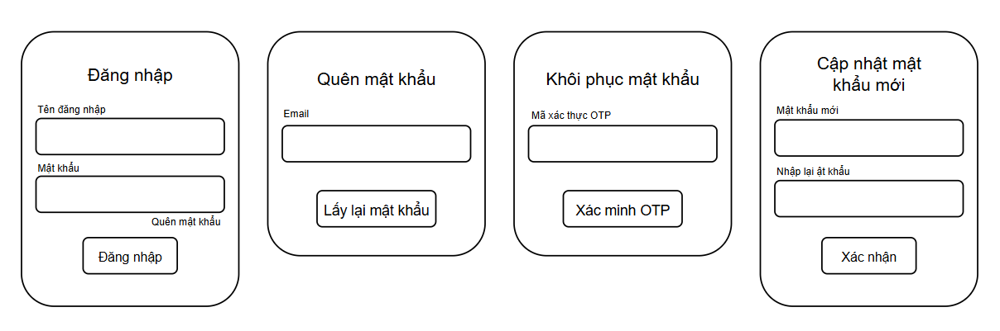 Đăng nhập
Tên đăng nhập
Mật khẩu
Quên mật khẩu
Đăng nhập
Quên mật khẩu
Email
Lấy lại mật khẩu
Khôi phục mật khẩu
Mã xác thực OTP
Xác minh OTP
Cập nhật mật
khẩu mới
Mật khẩu mới
Nhập lại ật khẩu
Xác nhận